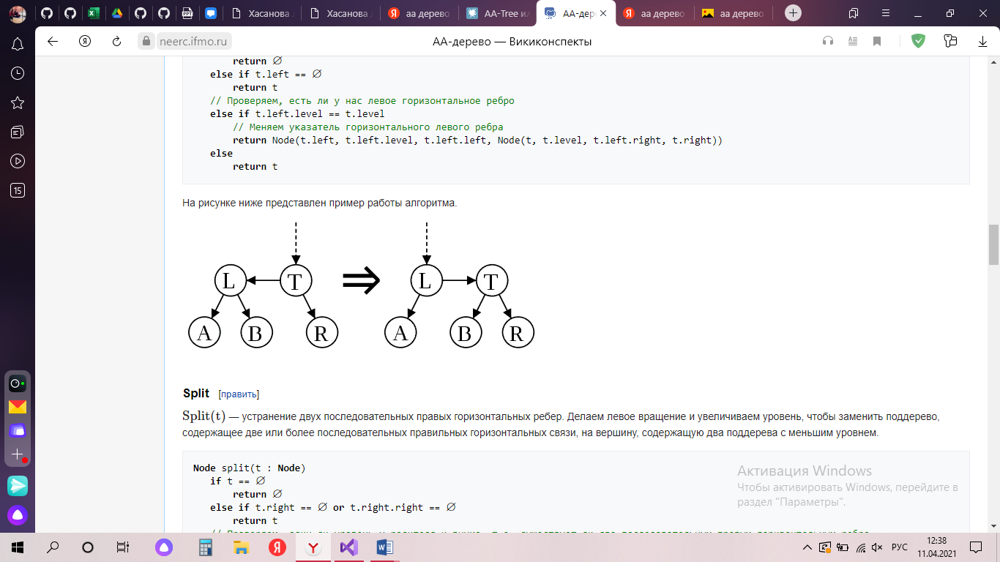 Хасанова
Хасанова
аа дерево
AA-Tree ил
АА-дер
аа дерево
аа дерево
neerc.ifmo.ru
АА-дерево — Викиконспекты
return ∅
else if t.left == ∅
return t
// Проверяем, есть ли у нас левое горизонтальное ребро
else if t.left.level == t.level
// Меняем указатель горизонтального левого ребра
return Node(t.left, t.left.level, t.left.left, Node(t, t.level, t.left.right, t.right))
else
return t
15
На рисунке ниже представлен пример работы алгоритма.
L T ⇒ L T
A B R A B R
Split [править]
Split(t) — устранение двух последовательных правых горизонтальных ребер. Делаем левое вращение и увеличиваем уровень, чтобы заменить поддерево,
содержащее две или более последовательных правильных горизонтальных связи, на вершину, содержащую два поддерева с меньшим уровнем.
Node split(t : Node)
if t == ∅
return ∅
else if t.right == ∅ or t.right.right == ∅
return t
Активация Windows
Чтобы активировать Windows, перейдите в
раздел "Параметры".
РУС
12:38
11.04.2021